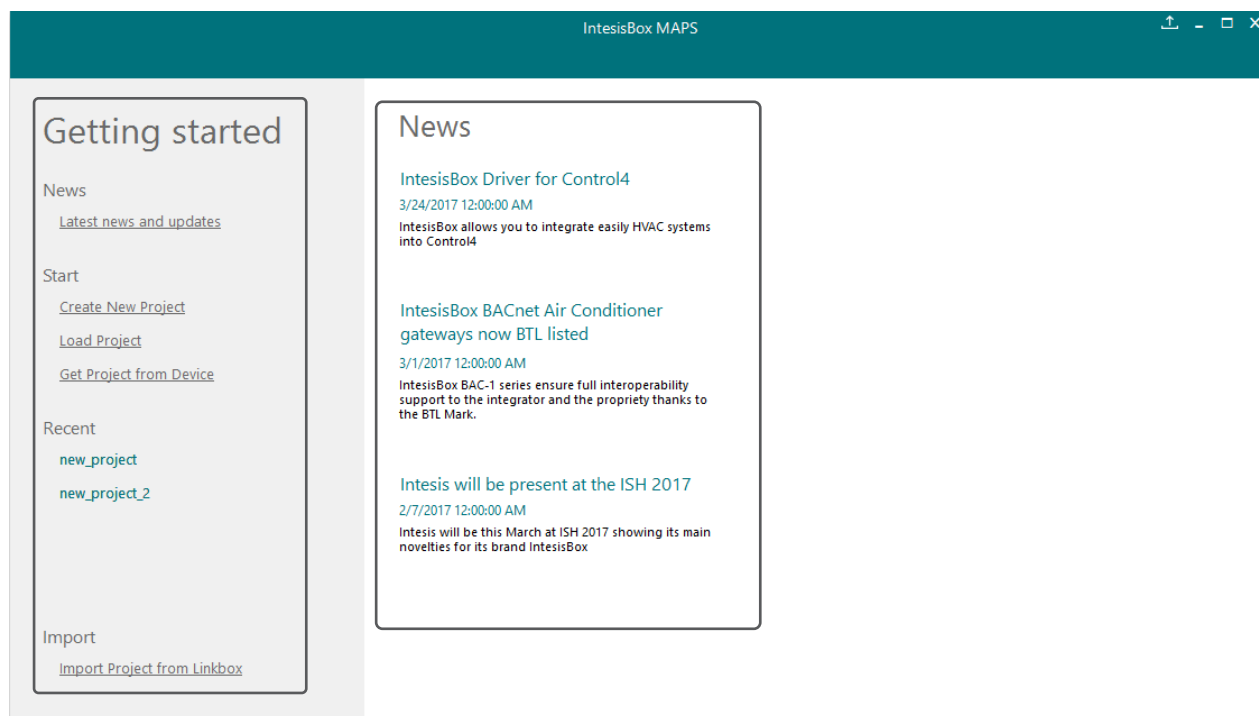 IntesisBox MAPS
Getting started
News
Latest news and updates
Start
Create New Project
Load Project
Get Project from Device
Recent
new_project
new_project_2
Import
Import Project from Linkbox
News
IntesisBox Driver for Control4
3/24/2017 12:00:00 AM
IntesisBox allows you to integrate easily HVAC systems
into Control4
IntesisBox BACnet Air Conditioner
gateways now BTL listed
3/1/2017 12:00:00 AM
IntesisBox BAC-1 series ensure full interoperability
support to the integrator and the propriety thanks to
the BTL Mark.
Intesis will be present at the ISH 2017
2/7/2017 12:00:00 AM
Intesis will be this March at ISH 2017 showing its main
novelties for its brand IntesisBox